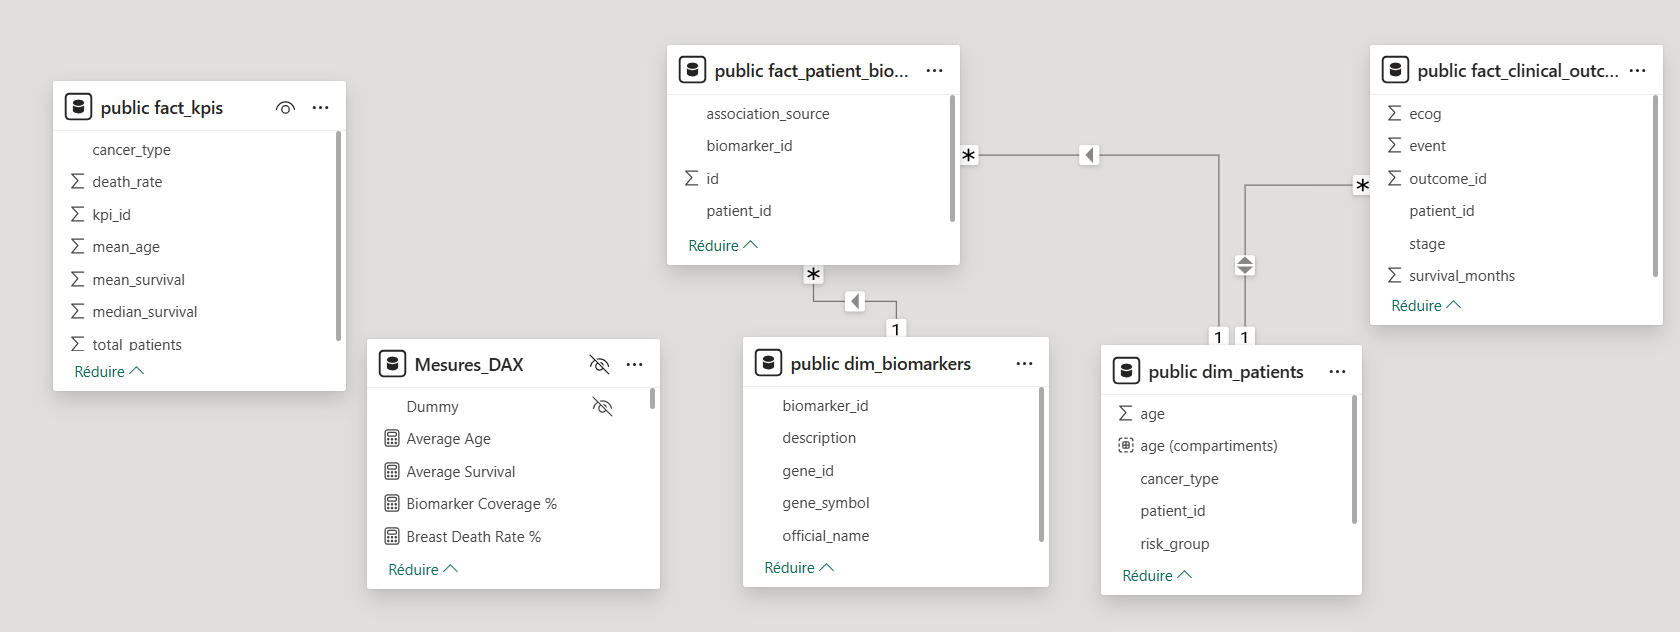 public fact_kpis
cancer_type
death_rate
kpi_id
mean_age
mean_survival
median_survival
total_patients
Réduire
Mesures_DAX
Dummy
Average Age
Average Survival
Biomarker Coverage %
Breast Death Rate %
Réduire
public fact_patient_bio...
association_source
biomarker_id
id
patient_id
Réduire
*
*
1
public dim_biomarkers
biomarker_id
description
gene_id
gene_symbol
official_name
Réduire
1
1
public dim_patients
age
age (compartiments)
cancer_type
patient_id
risk_group
Réduire
public fact_clinical_outc...
ecog
event
outcome_id
patient_id
stage
survival_months
Réduire
*